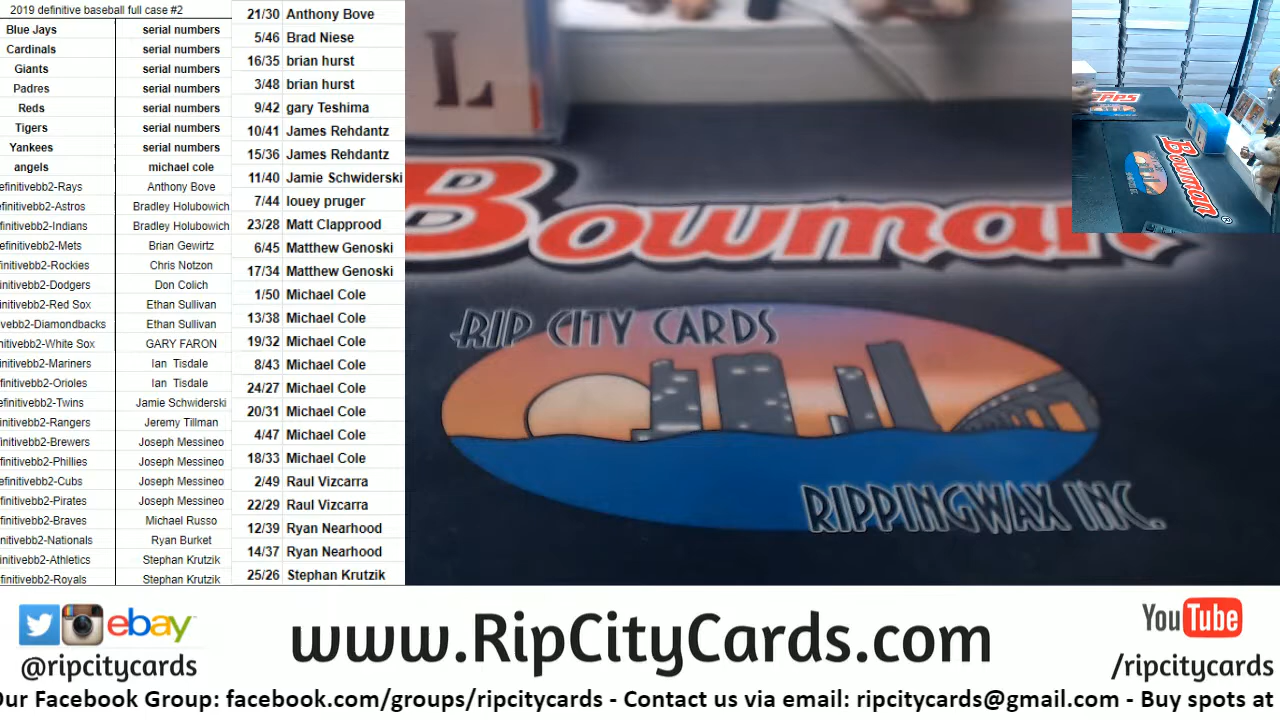 2019 definitive baseball full case #2
Blue Jays serial numbers
Cardinals serial numbers
Giants serial numbers
Padres serial numbers
Reds serial numbers
Tigers serial numbers
Yankees serial numbers
angels michael cole
efinitivebb2-Rays Anthony Bove
finitivebb2-Astros Bradley Holubowich
finitivebb2-Indians Bradley Holubowich
efinitivebb2-Mets Brian Gewirtz
initivebb2-Rockies Chris Notzon
initivebb2-Dodgers Don Colich
initivebb2-Red Sox Ethan Sullivan
ivebb2-Diamondbacks Ethan Sullivan
nitivebb2-White Sox GARY FARON
initivebb2-Mariners Ian Tisdale
finitivebb2-Orioles Ian Tisdale
efinitivebb2-Twins Jamie Schwiderski
initivebb2-Rangers Jeremy Tillman
initivebb2-Brewers Joseph Messineo
finitivebb2-Phillies Joseph Messineo
efinitivebb2-Cubs Joseph Messineo
finitivebb2-Pirates Joseph Messineo
finitivebb2-Braves Michael Russo
nitivebb2-Nationals Ryan Burket
initivebb2-Athletics Stephan Krutzik
finitivebb2-Royals Stephan Krutzik
21/30 Anthony Bove
5/46 Brad Niese
16/35 brian hurst
3/48 brian hurst
9/42 gary Teshima
10/41 James Rehdantz
15/36 James Rehdantz
11/40 Jamie Schwiderski
7/44 louey pruger
23/28 Matt Clapprood
6/45 Matthew Genoski
17/34 Matthew Genoski
1/50 Michael Cole
13/38 Michael Cole
19/32 Michael Cole
8/43 Michael Cole
24/27 Michael Cole
20/31 Michael Cole
4/47 Michael Cole
18/33 Michael Cole
2/49 Raul Vizcarra
22/29 Raul Vizcarra
12/39 Ryan Nearhood
14/37 Ryan Nearhood
25/26 Stephan Krutzik
L
Bowman
RIP CITY CARDS
RIPPINGWAX INC.
Bowman
ebay
@ripcitycards
www.RipCityCards.com
YouTube
/ripcitycards
Our Facebook Group: facebook.com/groups/ripcitycards - Contact us via email: ripcitycards@gmail.com - Buy spots at